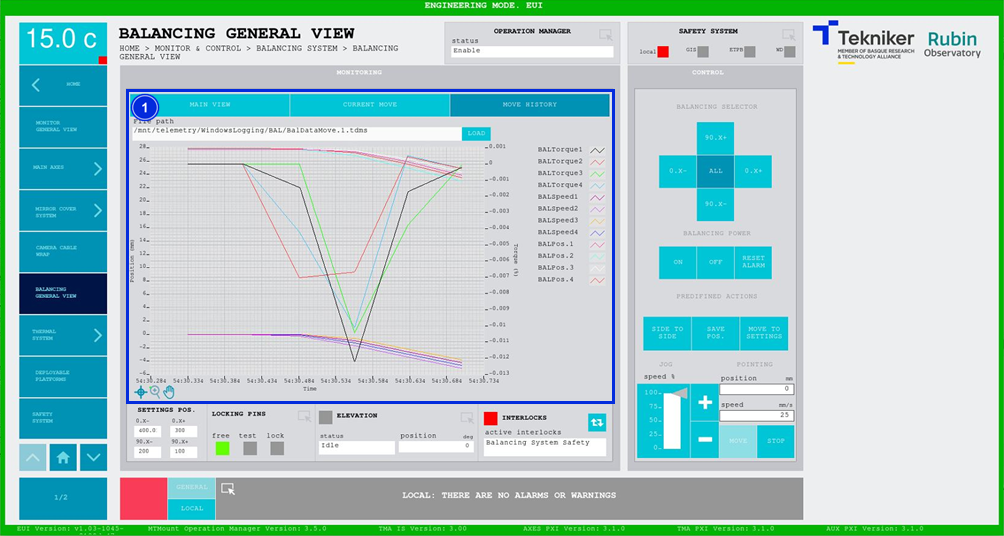 ENGINEERING MODE. EUI
15.0 c
BALANCING GENERAL VIEW
HOME > MONITOR & CONTROL > BALANCING SYSTEM > BALANCING
GENERAL VIEW
OPERATION MANAGER
status
Enable
SAFETY SYSTEM
local
GIS
ETPB
WD
Tekniker
MEMBER OF BASQUE RESEARCH
& TECHNOLOGY ALLIANCE
Rubin
Observatory
HOME
MONITOR
GENERAL VIEW
MAIN AXES
MIRROR COVER
SYSTEM
CAMERA CABLE
WRAP
BALANCING
GENERAL VIEW
THERMAL
SYSTEM
DEPLOYABLE
PLATFORMS
SAFETY
SYSTEM
1/2
MONITORING
1
MAIN VIEW
CURRENT MOVE
MOVE HISTORY
File path
/mnt/telemetry/WindowsLogging/BAL/BalDataMove.1.tdms
LOAD
28
26
24
22
20
18
16
14
12
10
8
6
4
2
0
-2
-4
-6
Position (mm)
0.001
0
-0.001
-0.002
-0.003
-0.004
-0.005
-0.006
-0.007
-0.008
-0.009
-0.01
-0.011
-0.012
-0.013
Torque (%)
54:30.284
54:30.334
54:30.384
54:30.434
54:30.484
54:30.534
54:30.584
54:30.634
54:30.684
54:30.734
Time
BALTorque1
BALTorque2
BALTorque3
BALTorque4
BALSpeed1
BALSpeed2
BALSpeed3
BALSpeed4
BALPos.1
BALPos.2
BALPos.3
BALPos.4
SETTINGS POS.
0.X-
0.X+
400.0
300
90.X-
90.X+
200
100
LOCKING PINS
free
test
lock
ELEVATION
status
Idle
position
deg
0
INTERLOCKS
active interlocks
Balancing System Safety
CONTROL
BALANCING SELECTOR
90.X+
0.X-
ALL
0.X+
90.X-
BALANCING POWER
ON
OFF
RESET
ALARM
PREDIFINED ACTIONS
SIDE TO
SIDE
SAVE
POS.
MOVE TO
SETTINGS
JOG
POINTING
speed %
100
75
50
25
0
+
-
position
mm
0
speed
mm/s
25
MOVE
STOP
GENERAL
LOCAL
LOCAL: THERE ARE NO ALARMS OR WARNINGS
EUI Version: v1.03-1045-
MTMount Operation Manager Version: 3.5.0
TMA IS Version: 3.00
AXES PXI Version: 3.1.0
TMA PXI Version: 3.1.0
AUX PXI Version: 3.1.0